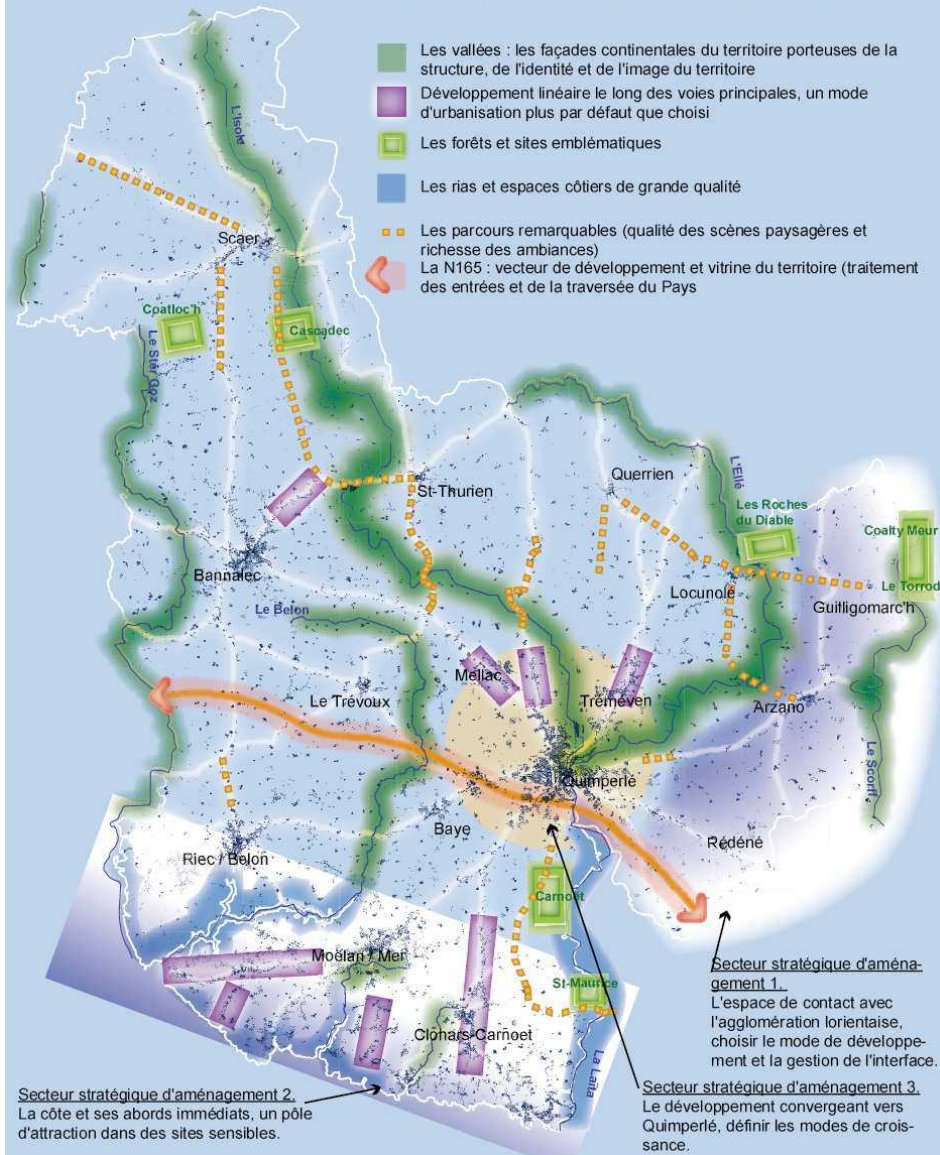 Les vallées : les façades continentales du territoire porteuses de la
structure, de l'identité et de l'image du territoire
Développement linéaire le long des voies principales, un mode
d'urbanisation plus par défaut que choisi
Les forêts et sites emblématiques
Les rias et espaces côtiers de grande qualité
Les parcours remarquables (qualité des scènes paysagères et
richesse des ambiances)
La N165 : vecteur de développement et vitrine du territoire (traitement
des entrées et de la traversée du Pays
L'Isole
Scaer
Coatloc'h
Cascadec
Le Ster Goz
Querrien
L'Ellé
St-Thurien
Les Roches
du Diable
Coalty Meur
Bannalec
Locunolé
Le Torrod
Guilligomarc'h
Le Belon
Mellac
Le Trévoux
Tréméven
Arzano
Le Scorff
Quimperlé
Baye
Rédéné
Riec / Belon
Carnoët
Moëlan / Mer
St-Maurice
Clohars-Carnoet
La Laïta
Secteur stratégique d'aména-
gement 1.
L'espace de contact avec
l'agglomération lorientaise,
choisir le mode de développe-
ment et la gestion de l'interface.
Secteur stratégique d'aménagement 2.
La côte et ses abords immédiats, un pôle
d'attraction dans des sites sensibles.
Secteur stratégique d'aménagement 3.
Le développement convergeant vers
Quimperlé, définir les modes de crois-
sance.